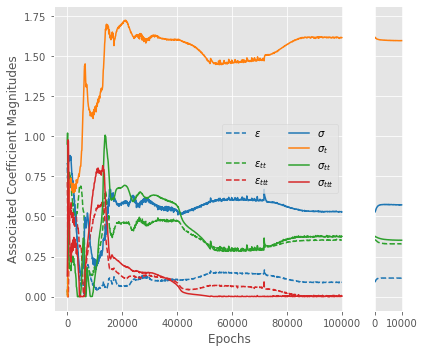 Associated Coefficient Magnitudes
1.75
1.50
1.25
1.00
0.75
0.50
0.25
0.00
ε σ
σ_t
ε_tt σ_tt
ε_ttt σ_ttt
0 20000 40000 60000 80000 100000 0 10000
Epochs